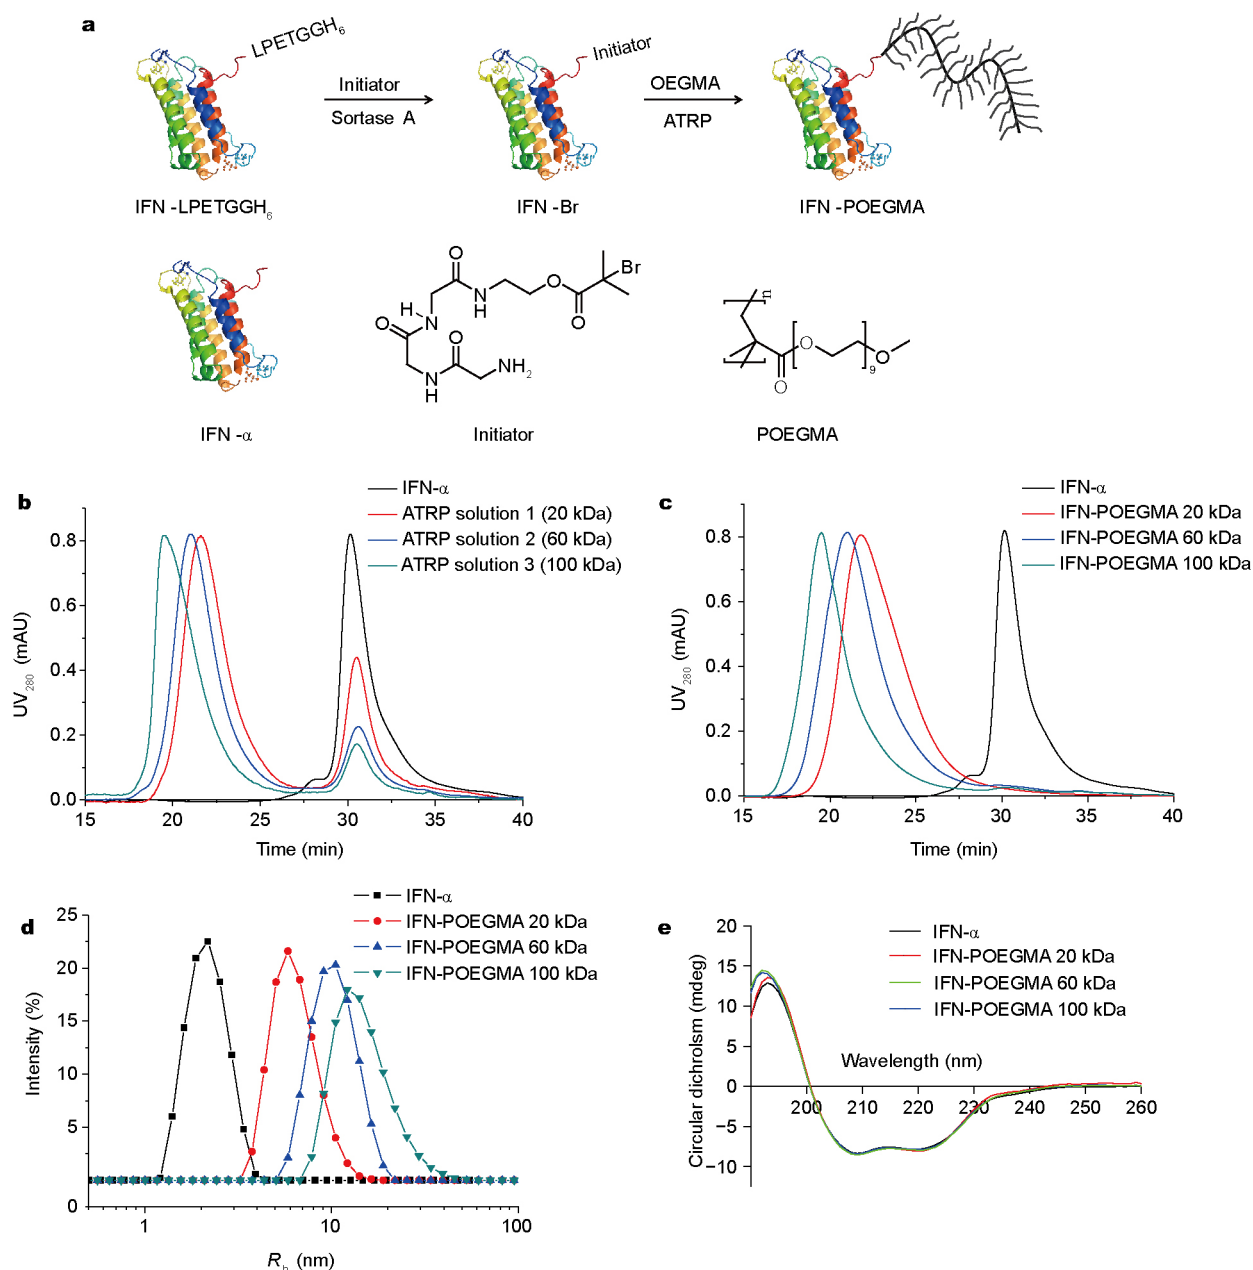 a
LPETGGH6
Initiator
Sortase A
Initiator
OEGMA
ATRP
IFN -LPETGGH6
IFN -Br
IFN -POEGMA
O
N
H
O
O
Br
H
N
O
O
N
H
O
NH2
n
O
O
9
O
IFN -α
Initiator
POEGMA
b
IFN-α
ATRP solution 1 (20 kDa)
ATRP solution 2 (60 kDa)
ATRP solution 3 (100 kDa)
UV280 (mAU)
0.8
0.6
0.4
0.2
0.0
15 20 25 30 35 40
Time (min)
c
IFN-α
IFN-POEGMA 20 kDa
IFN-POEGMA 60 kDa
IFN-POEGMA 100 kDa
UV280 (mAU)
0.8
0.6
0.4
0.2
0.0
15 20 25 30 35 40
Time (min)
d
IFN-α
IFN-POEGMA 20 kDa
IFN-POEGMA 60 kDa
IFN-POEGMA 100 kDa
Intensity (%)
25
20
15
10
5
0
1 10 100
Rh (nm)
e
IFN-α
IFN-POEGMA 20 kDa
IFN-POEGMA 60 kDa
IFN-POEGMA 100 kDa
Circular dichrolsm (mdeg)
20
15
10
5
0
−5
−10
Wavelength (nm)
200 210 220 230 240 250 260